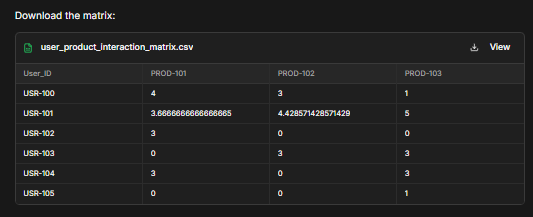 Download the matrix:
user_product_interaction_matrix.csv View
User_ID PROD-101 PROD-102 PROD-103
USR-100 4 3 1
USR-101 3.6666666666666665 4.428571428571429 5
USR-102 3 0 0
USR-103 0 3 3
USR-104 3 0 3
USR-105 0 0 1